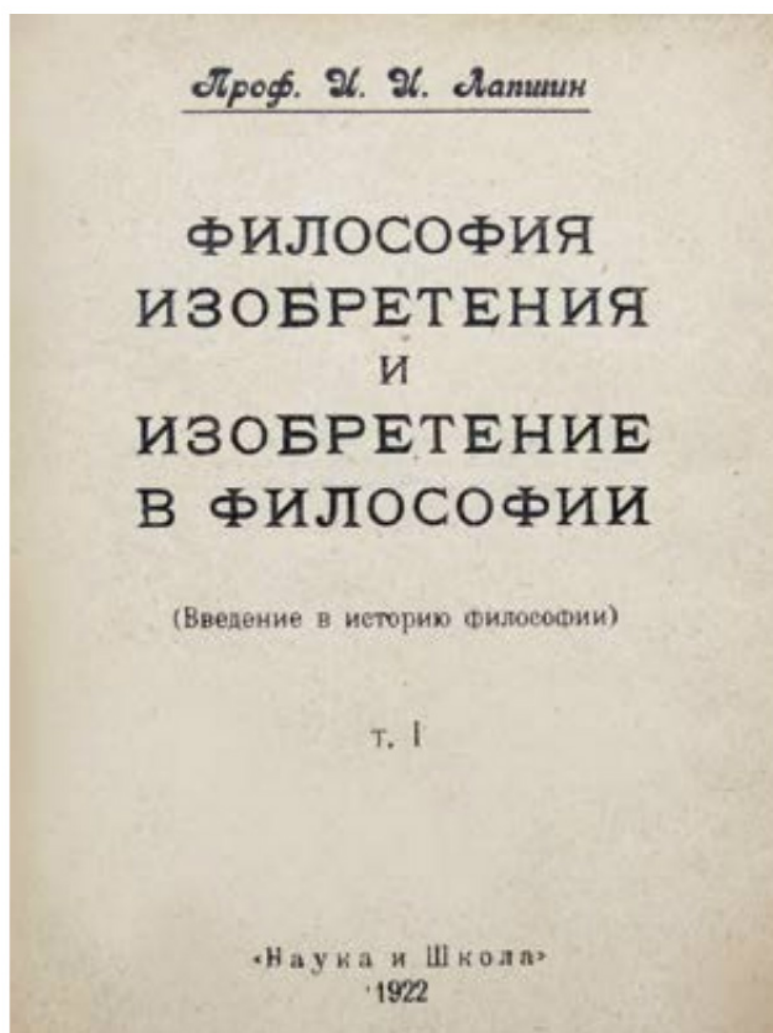 Проф. И. И. Лапшин
ФИЛОСОФИЯ
ИЗОБРЕТЕНИЯ
И
ИЗОБРЕТЕНИЕ
В ФИЛОСОФИИ
(Введение в историю философии)
т. I
«Наука и Школа»
1922